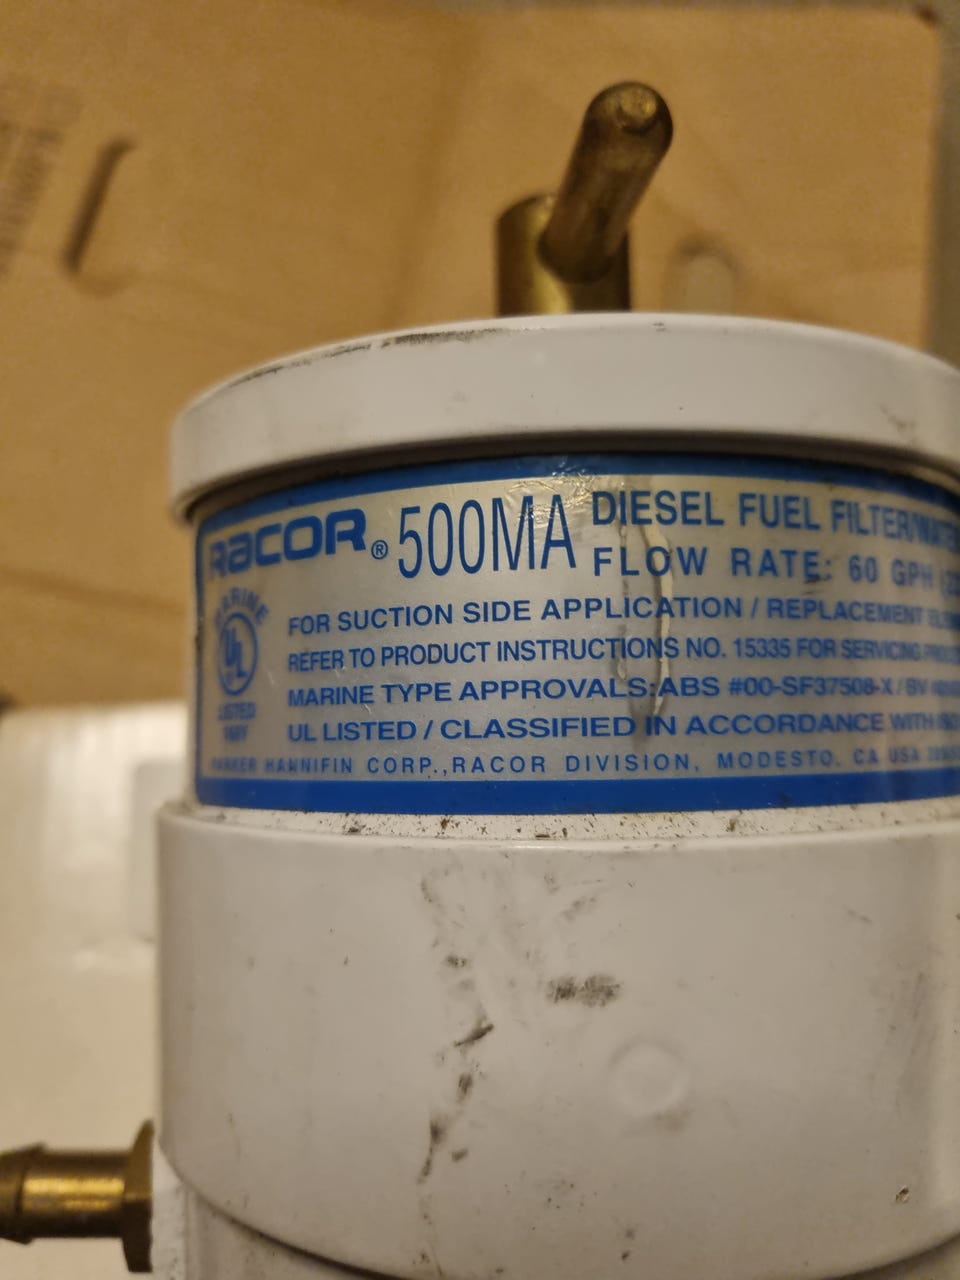 RACOR® 500MA
DIESEL FUEL FILTER/WATE
FLOW RATE: 60 GPH
MARINE
UL
LISTED
FOR SUCTION SIDE APPLICATION / REPLACEMENT
REFER TO PRODUCT INSTRUCTIONS NO. 15335 FOR SERVICING
MARINE TYPE APPROVALS: ABS #00-SF37508-X / BV
UL LISTED / CLASSIFIED IN ACCORDANCE WITH
PARKER HANNIFIN CORP., RACOR DIVISION, MODESTO, CA USA